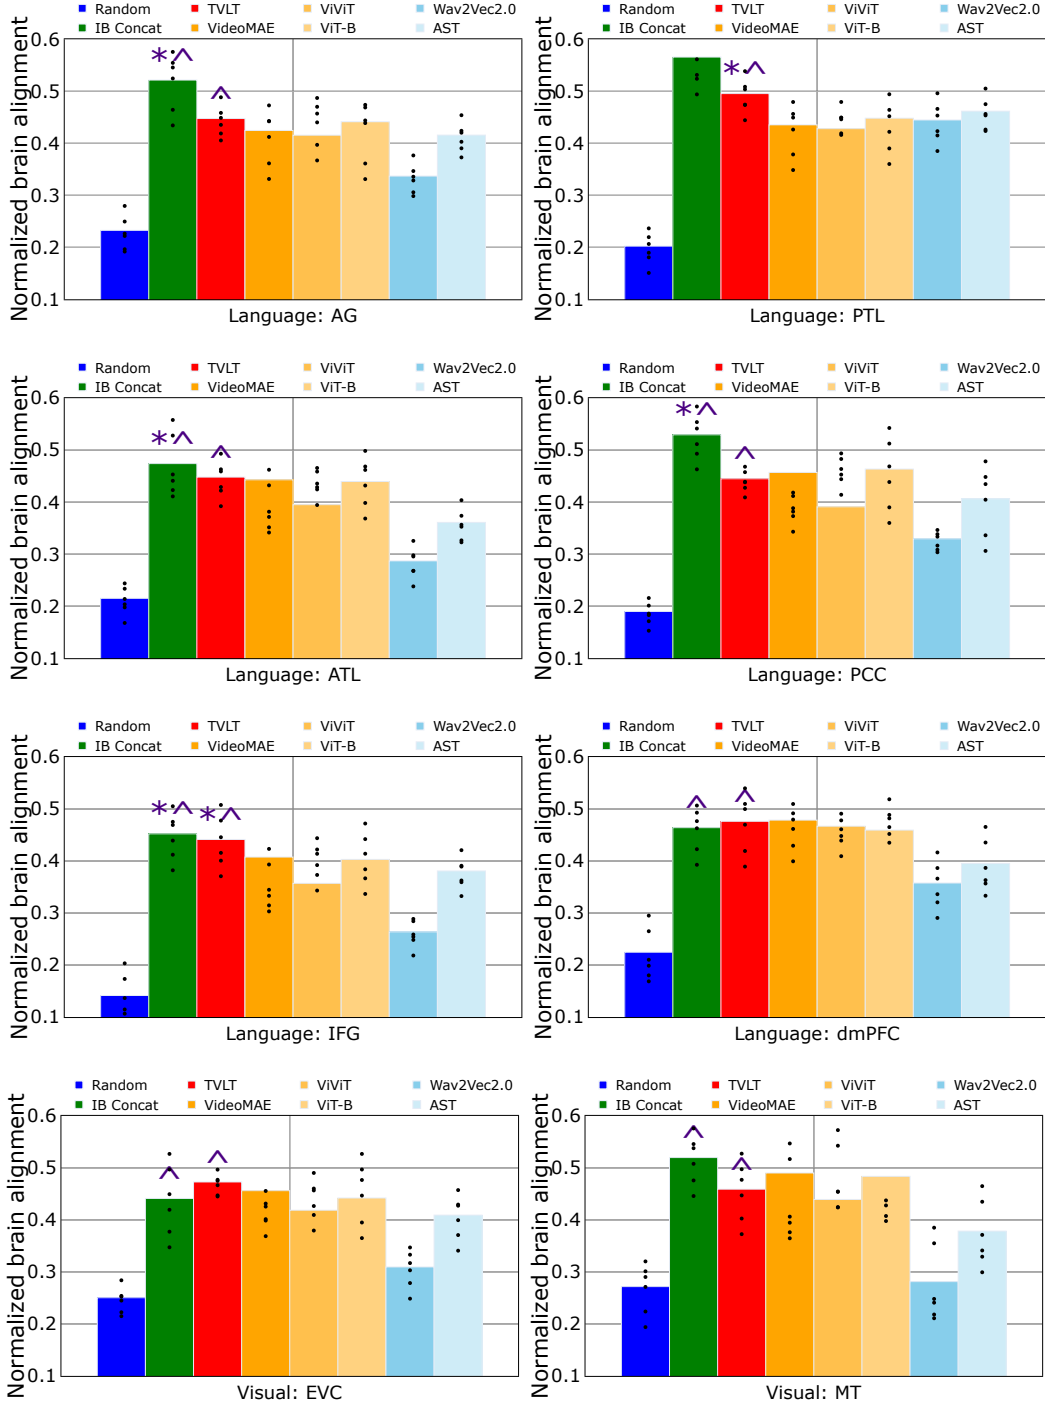 Random TVLT ViViT Wav2Vec2.0
IB Concat VideoMAE ViT-B AST
Normalized brain alignment
0.6
0.5
0.4
0.3
0.2
0.1
* ^
^
Language: AG
Random TVLT ViViT Wav2Vec2.0
IB Concat VideoMAE ViT-B AST
Normalized brain alignment
0.6
0.5
0.4
0.3
0.2
0.1
* ^
Language: PTL
Random TVLT ViViT Wav2Vec2.0
IB Concat VideoMAE ViT-B AST
Normalized brain alignment
0.6
0.5
0.4
0.3
0.2
0.1
* ^
^
Language: ATL
Random TVLT ViViT Wav2Vec2.0
IB Concat VideoMAE ViT-B AST
Normalized brain alignment
0.6
0.5
0.4
0.3
0.2
0.1
* ^
^
Language: PCC
Random TVLT ViViT Wav2Vec2.0
IB Concat VideoMAE ViT-B AST
Normalized brain alignment
0.6
0.5
0.4
0.3
0.2
0.1
* ^ * ^
Language: IFG
Random TVLT ViViT Wav2Vec2.0
IB Concat VideoMAE ViT-B AST
Normalized brain alignment
0.6
0.5
0.4
0.3
0.2
0.1
^ ^
Language: dmPFC
Random TVLT ViViT Wav2Vec2.0
IB Concat VideoMAE ViT-B AST
Normalized brain alignment
0.6
0.5
0.4
0.3
0.2
0.1
^ ^
Visual: EVC
Random TVLT ViViT Wav2Vec2.0
IB Concat VideoMAE ViT-B AST
Normalized brain alignment
0.6
0.5
0.4
0.3
0.2
0.1
^ ^
Visual: MT